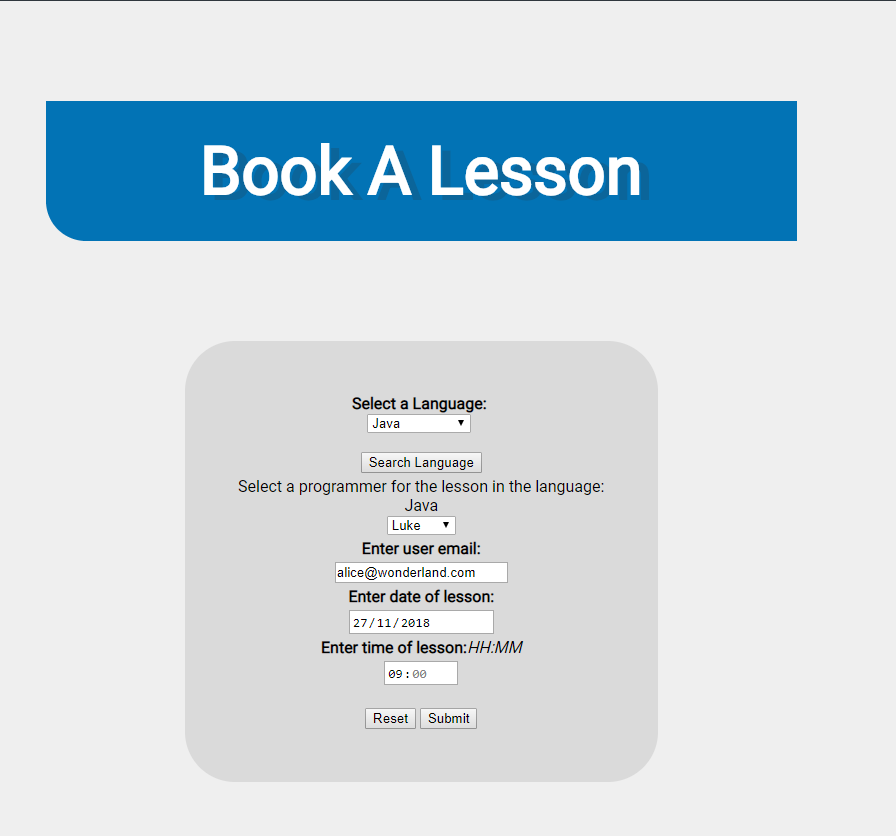 Book A Lesson
Select a Language:
Java
Search Language
Select a programmer for the lesson in the language:
Java
Luke
Enter user email:
alice@wonderland.com
Enter date of lesson:
27/11/2018
Enter time of lesson:HH:MM
09:00
Reset Submit